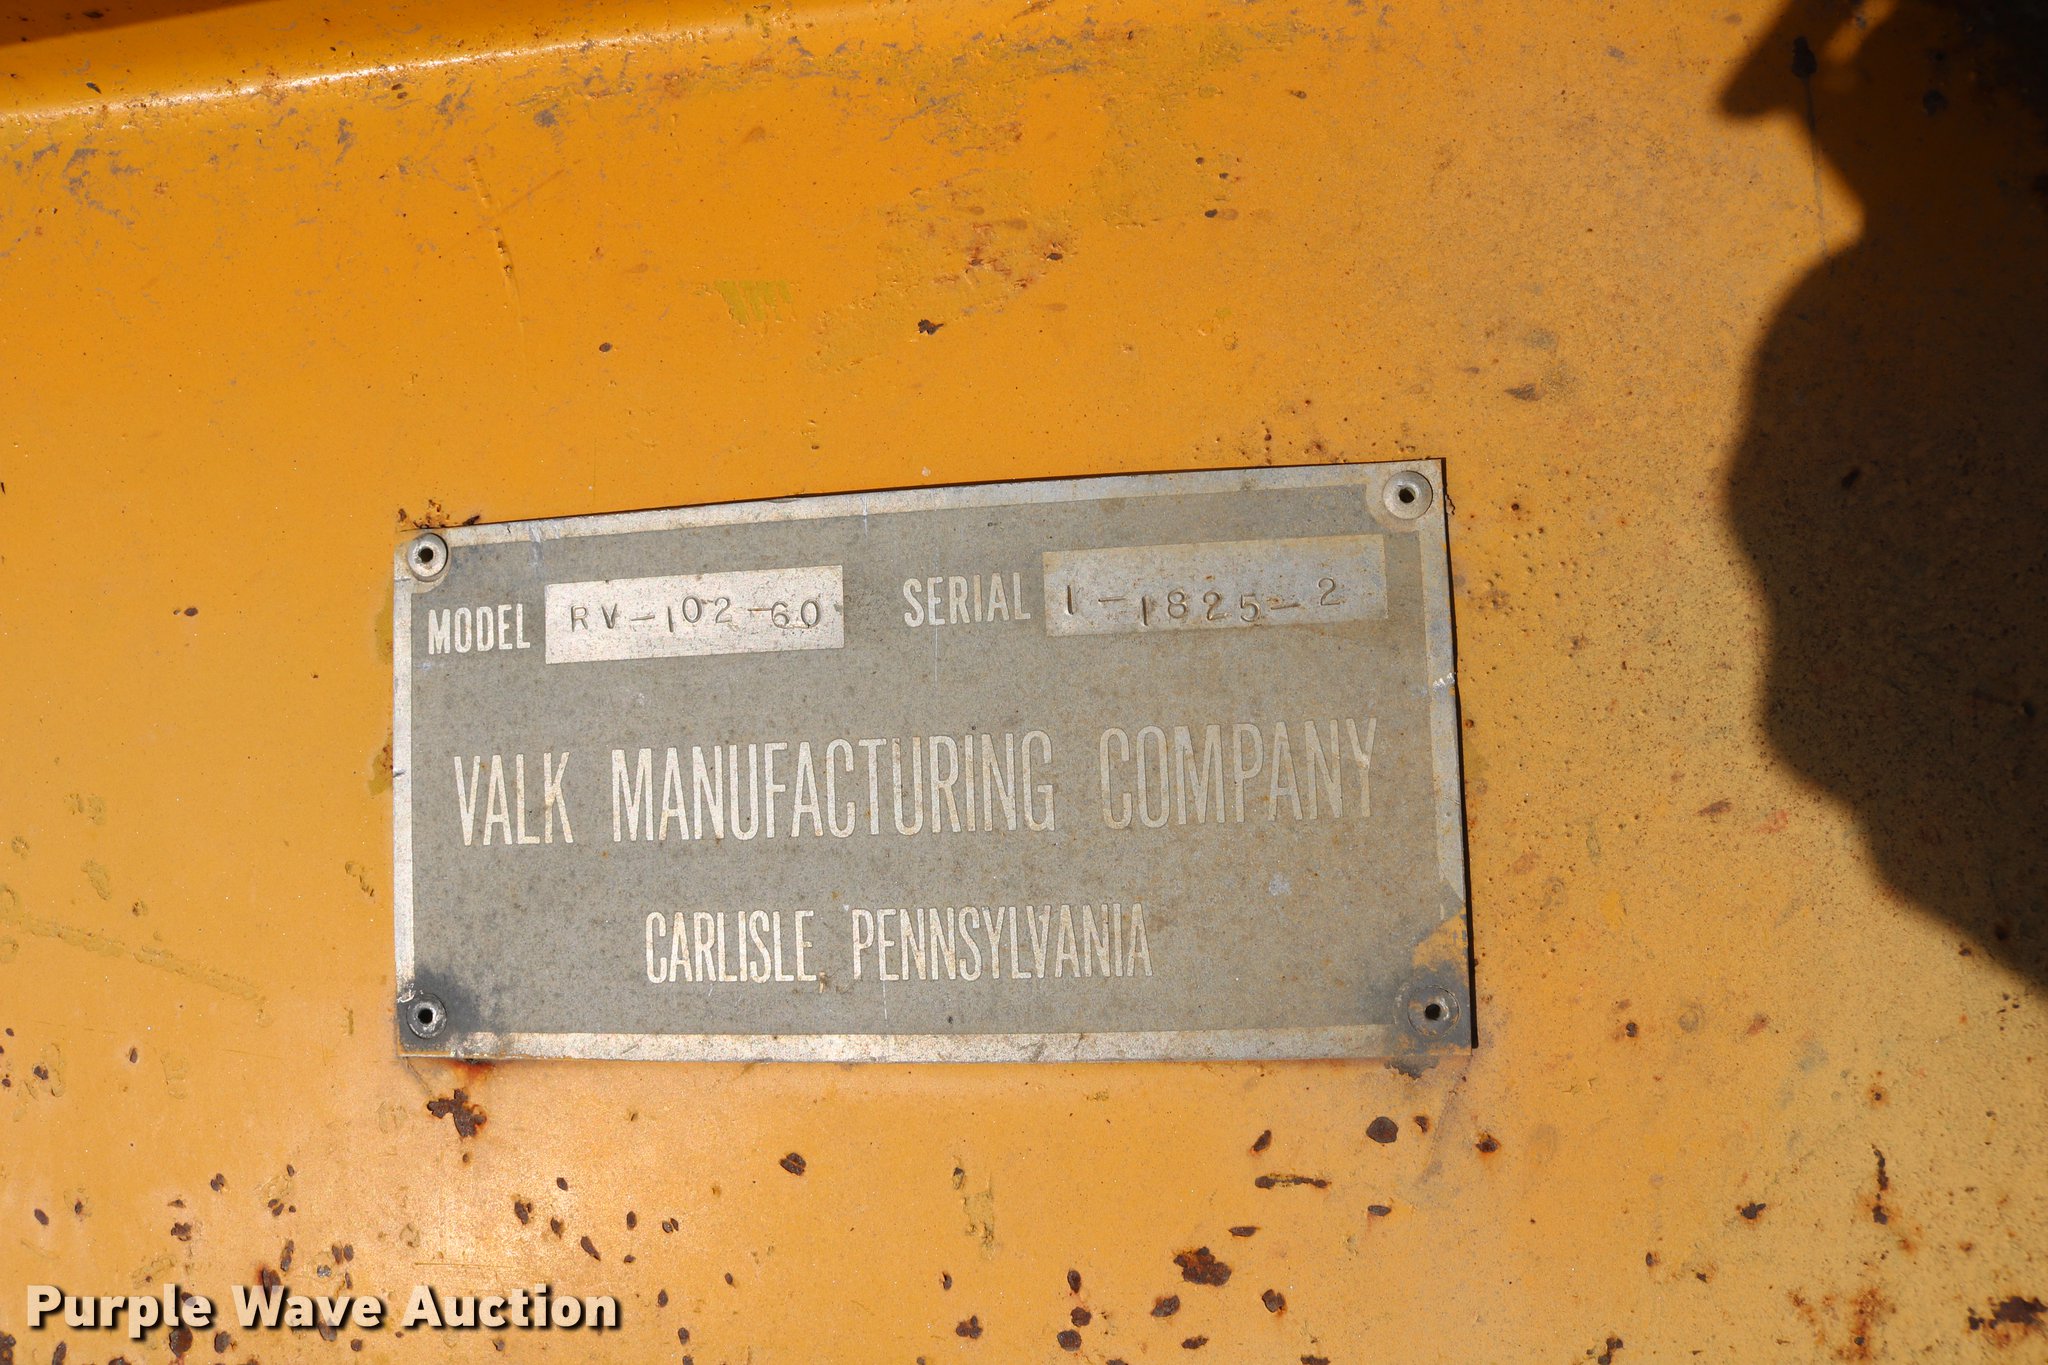 MODEL RV-102-60 SERIAL 1-1825-2
VALK MANUFACTURING COMPANY
CARLISLE, PENNSYLVANIA
Purple Wave Auction